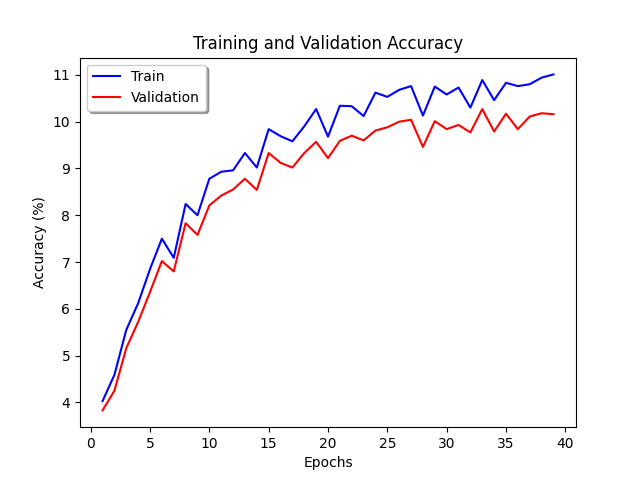 Training and Validation Accuracy
Train
Validation
Accuracy (%)
11
10
9
8
7
6
5
4
0 5 10 15 20 25 30 35 40
Epochs